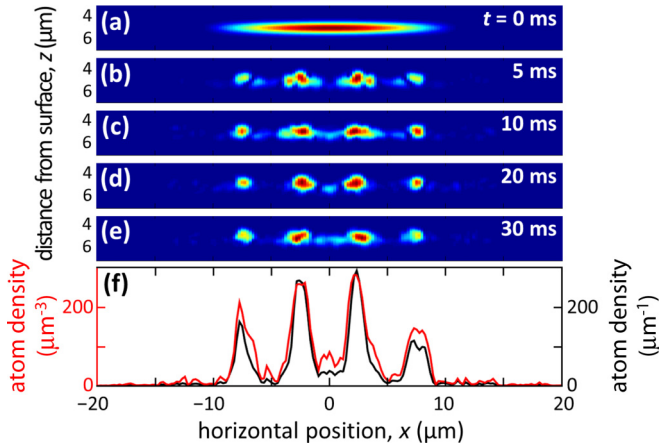 distance from surface, z (μm)
4
6
(a)
t = 0 ms
4
6
(b)
5 ms
4
6
(c)
10 ms
4
6
(d)
20 ms
4
6
(e)
30 ms
(f)
atom density
(μm⁻³)
200
0
200
0
atom density
(μm⁻¹)
−20
−10
0
10
20
horizontal position, x (μm)